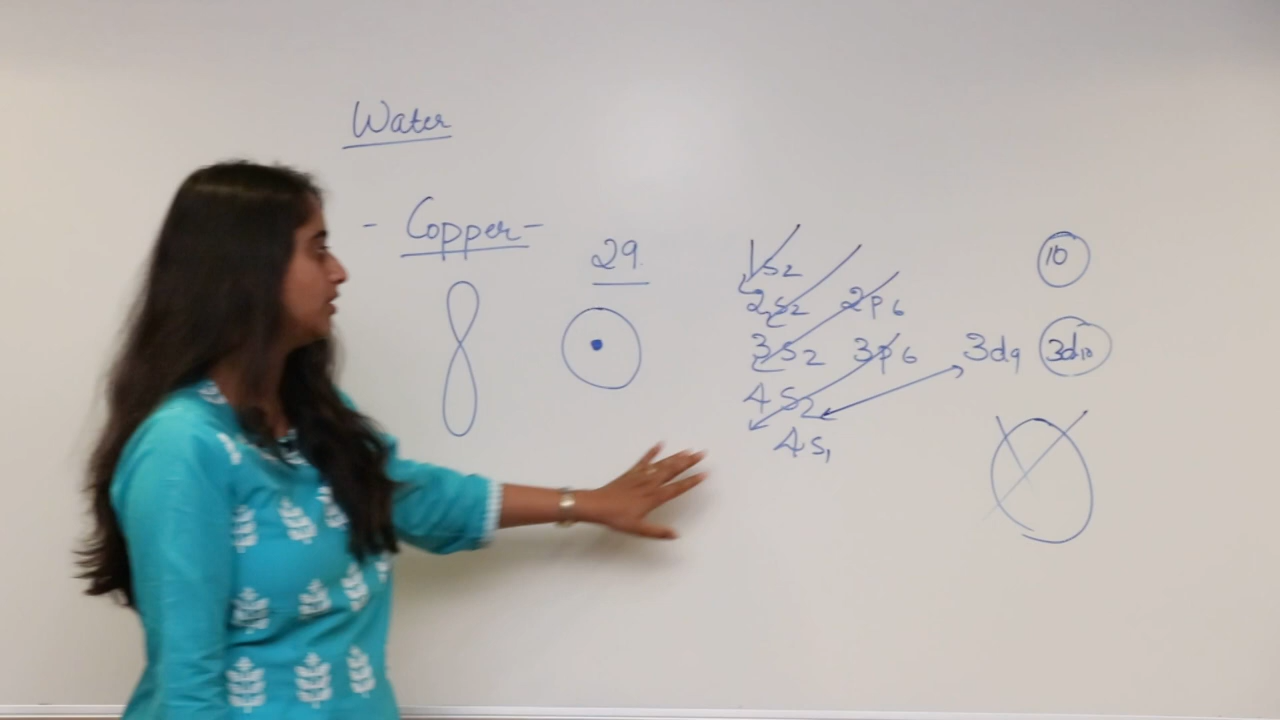 Water
- Copper -
29
1s2
2s2 2p6
3s2 3p6 3d9 3d10
4s2
4s1
10